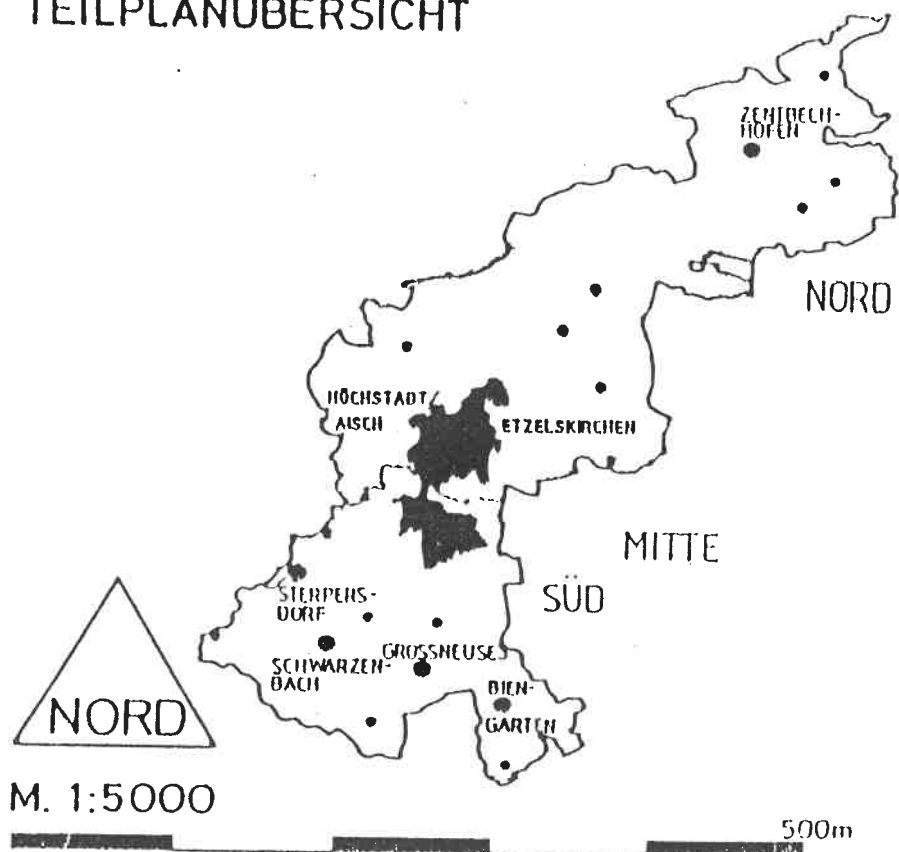 TEILPLANÜBERSICHT
ZENTBECH-
HOFEN
NORD
HÖCHSTADT/
AISCH
ETZELSKIRCHEN
MITTE
SÜD
STERPERS-
DORF
GROSSNEUSES
SCHWARZEN-
BACH
BIEN-
GARTEN
NORD
M. 1:5000
500m